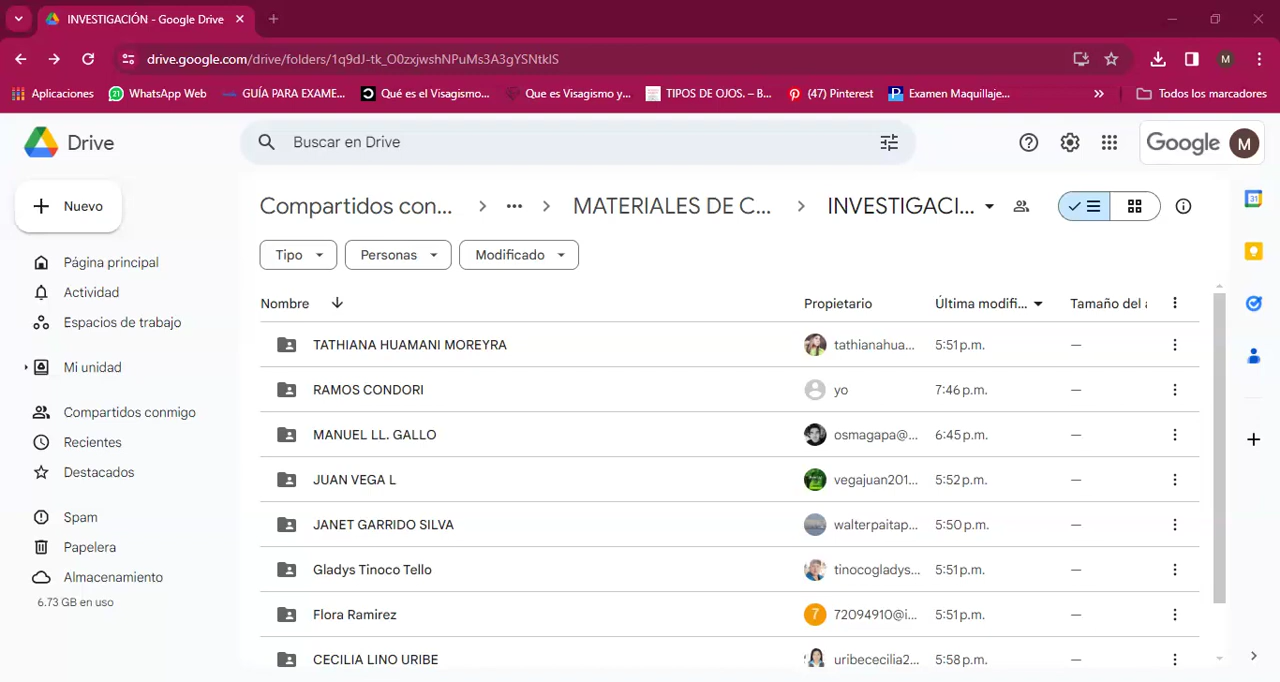 INVESTIGACIÓN - Google Drive
drive.google.com/drive/folders/1q9dJ-tk_O0zxjwshNPuMs3A3gYSNtkIS
M
Aplicaciones
21
WhatsApp Web
GUÍA PARA EXAME...
Qué es el Visagismo...
Que es Visagismo y...
TIPOS DE OJOS. – B...
(47) Pinterest
Examen Maquillaje...
Todos los marcadores
Drive
Buscar en Drive
Google
M
Nuevo
Compartidos con...
MATERIALES DE C...
INVESTIGACI...
31
Tipo
Personas
Modificado
Página principal
Actividad
Espacios de trabajo
Mi unidad
Compartidos conmigo
Recientes
Destacados
Spam
Papelera
Almacenamiento
6.73 GB en uso
Nombre Propietario Última modifi... Tamaño del a
TATHIANA HUAMANI MOREYRA tathianahua... 5:51 p.m. —
RAMOS CONDORI yo 7:46 p.m. —
MANUEL LL. GALLO osmagapa@... 6:45 p.m. —
JUAN VEGA L vegajuan201... 5:52 p.m. —
JANET GARRIDO SILVA walterpaitap... 5:50 p.m. —
Gladys Tinoco Tello tinocogladys... 5:51 p.m. —
Flora Ramirez 7 72094910@i... 5:51 p.m. —
CECILIA LINO URIBE uribececilia2... 5:58 p.m. —